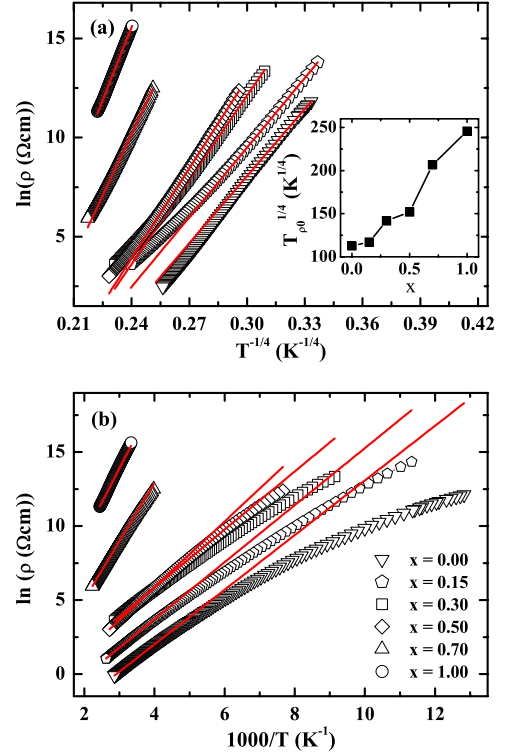 (a)
15
10
5
ln(ρ (Ωcm))
0.21 0.24 0.27 0.30 0.33 0.36 0.39 0.42
T^-1/4 (K^-1/4)
250
200
150
100
T_ρ0^1/4 (K^1/4)
0.0 0.5 1.0
x
(b)
15
10
5
0
ln (ρ (Ωcm))
2 4 6 8 10 12
1000/T (K^-1)
x = 0.00
x = 0.15
x = 0.30
x = 0.50
x = 0.70
x = 1.00